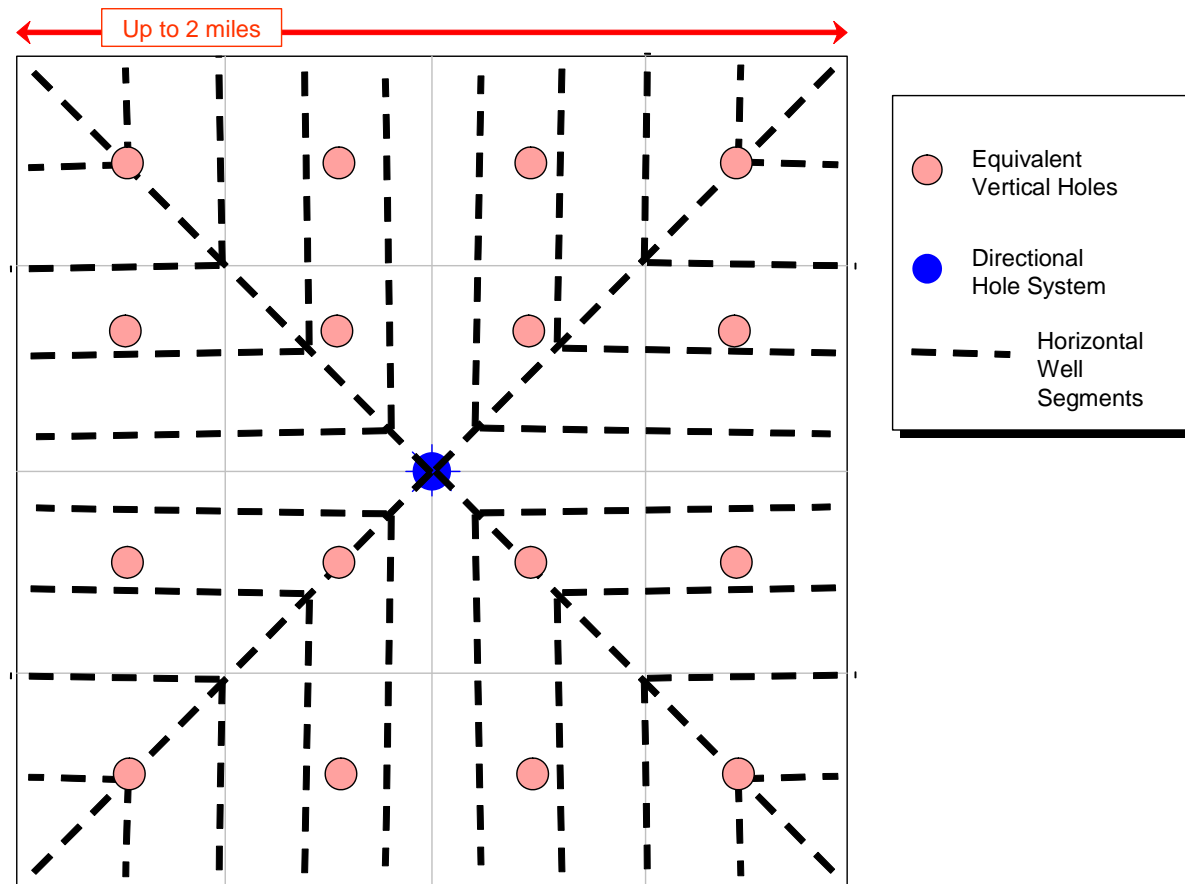 Up to 2 miles
Equivalent
Vertical Holes
Directional
Hole System
Horizontal
Well
Segments